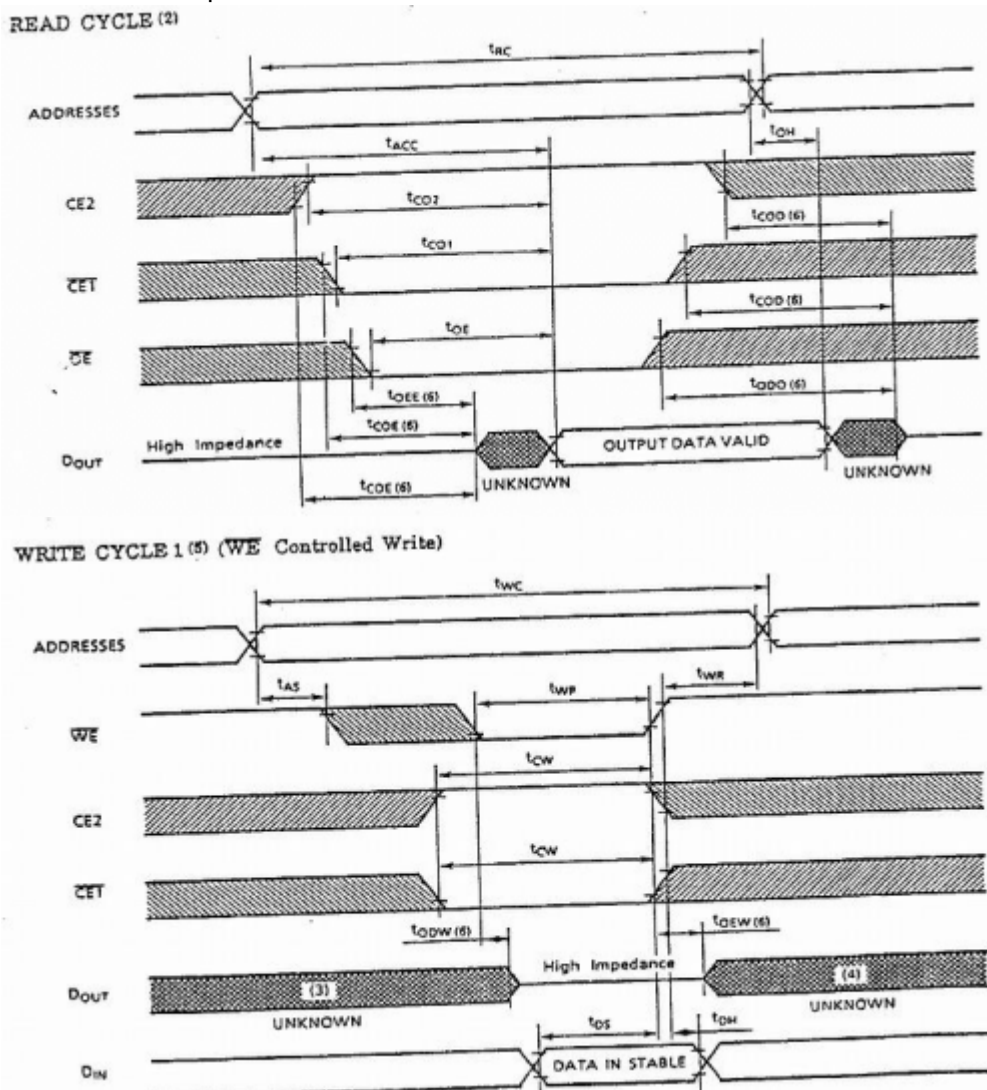 READ CYCLE (2)
tRC
ADDRESSES
tOH
tACC
CE2
tCO2
tCOD (6)
tCO1
CE1
tCOD (6)
tOE
OE
tODO (6)
tOEE (6)
tCOE (6)
DOUT High Impedance OUTPUT DATA VALID
UNKNOWN UNKNOWN
tCOE (6)
WRITE CYCLE 1 (5) (WE Controlled Write)
tWC
ADDRESSES
tAS tWP tWR
WE
tCW
CE2
tCW
CE1
tODW (6) tOEW (6)
High Impedance
DOUT (3) (4)
UNKNOWN UNKNOWN
tDS tDH
DIN DATA IN STABLE